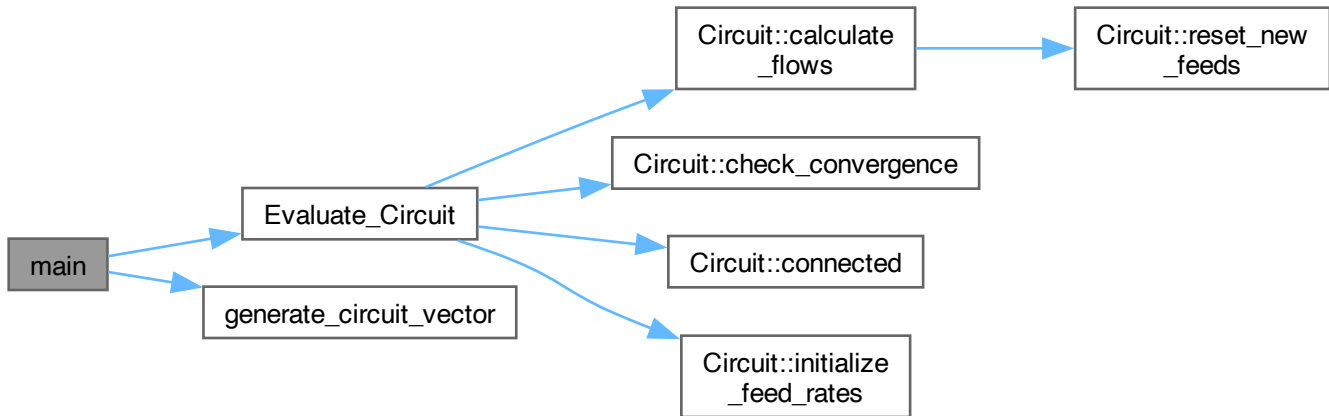 main
Evaluate_Circuit
generate_circuit_vector
Circuit::calculate
_flows
Circuit::check_convergence
Circuit::connected
Circuit::initialize
_feed_rates
Circuit::reset_new
_feeds